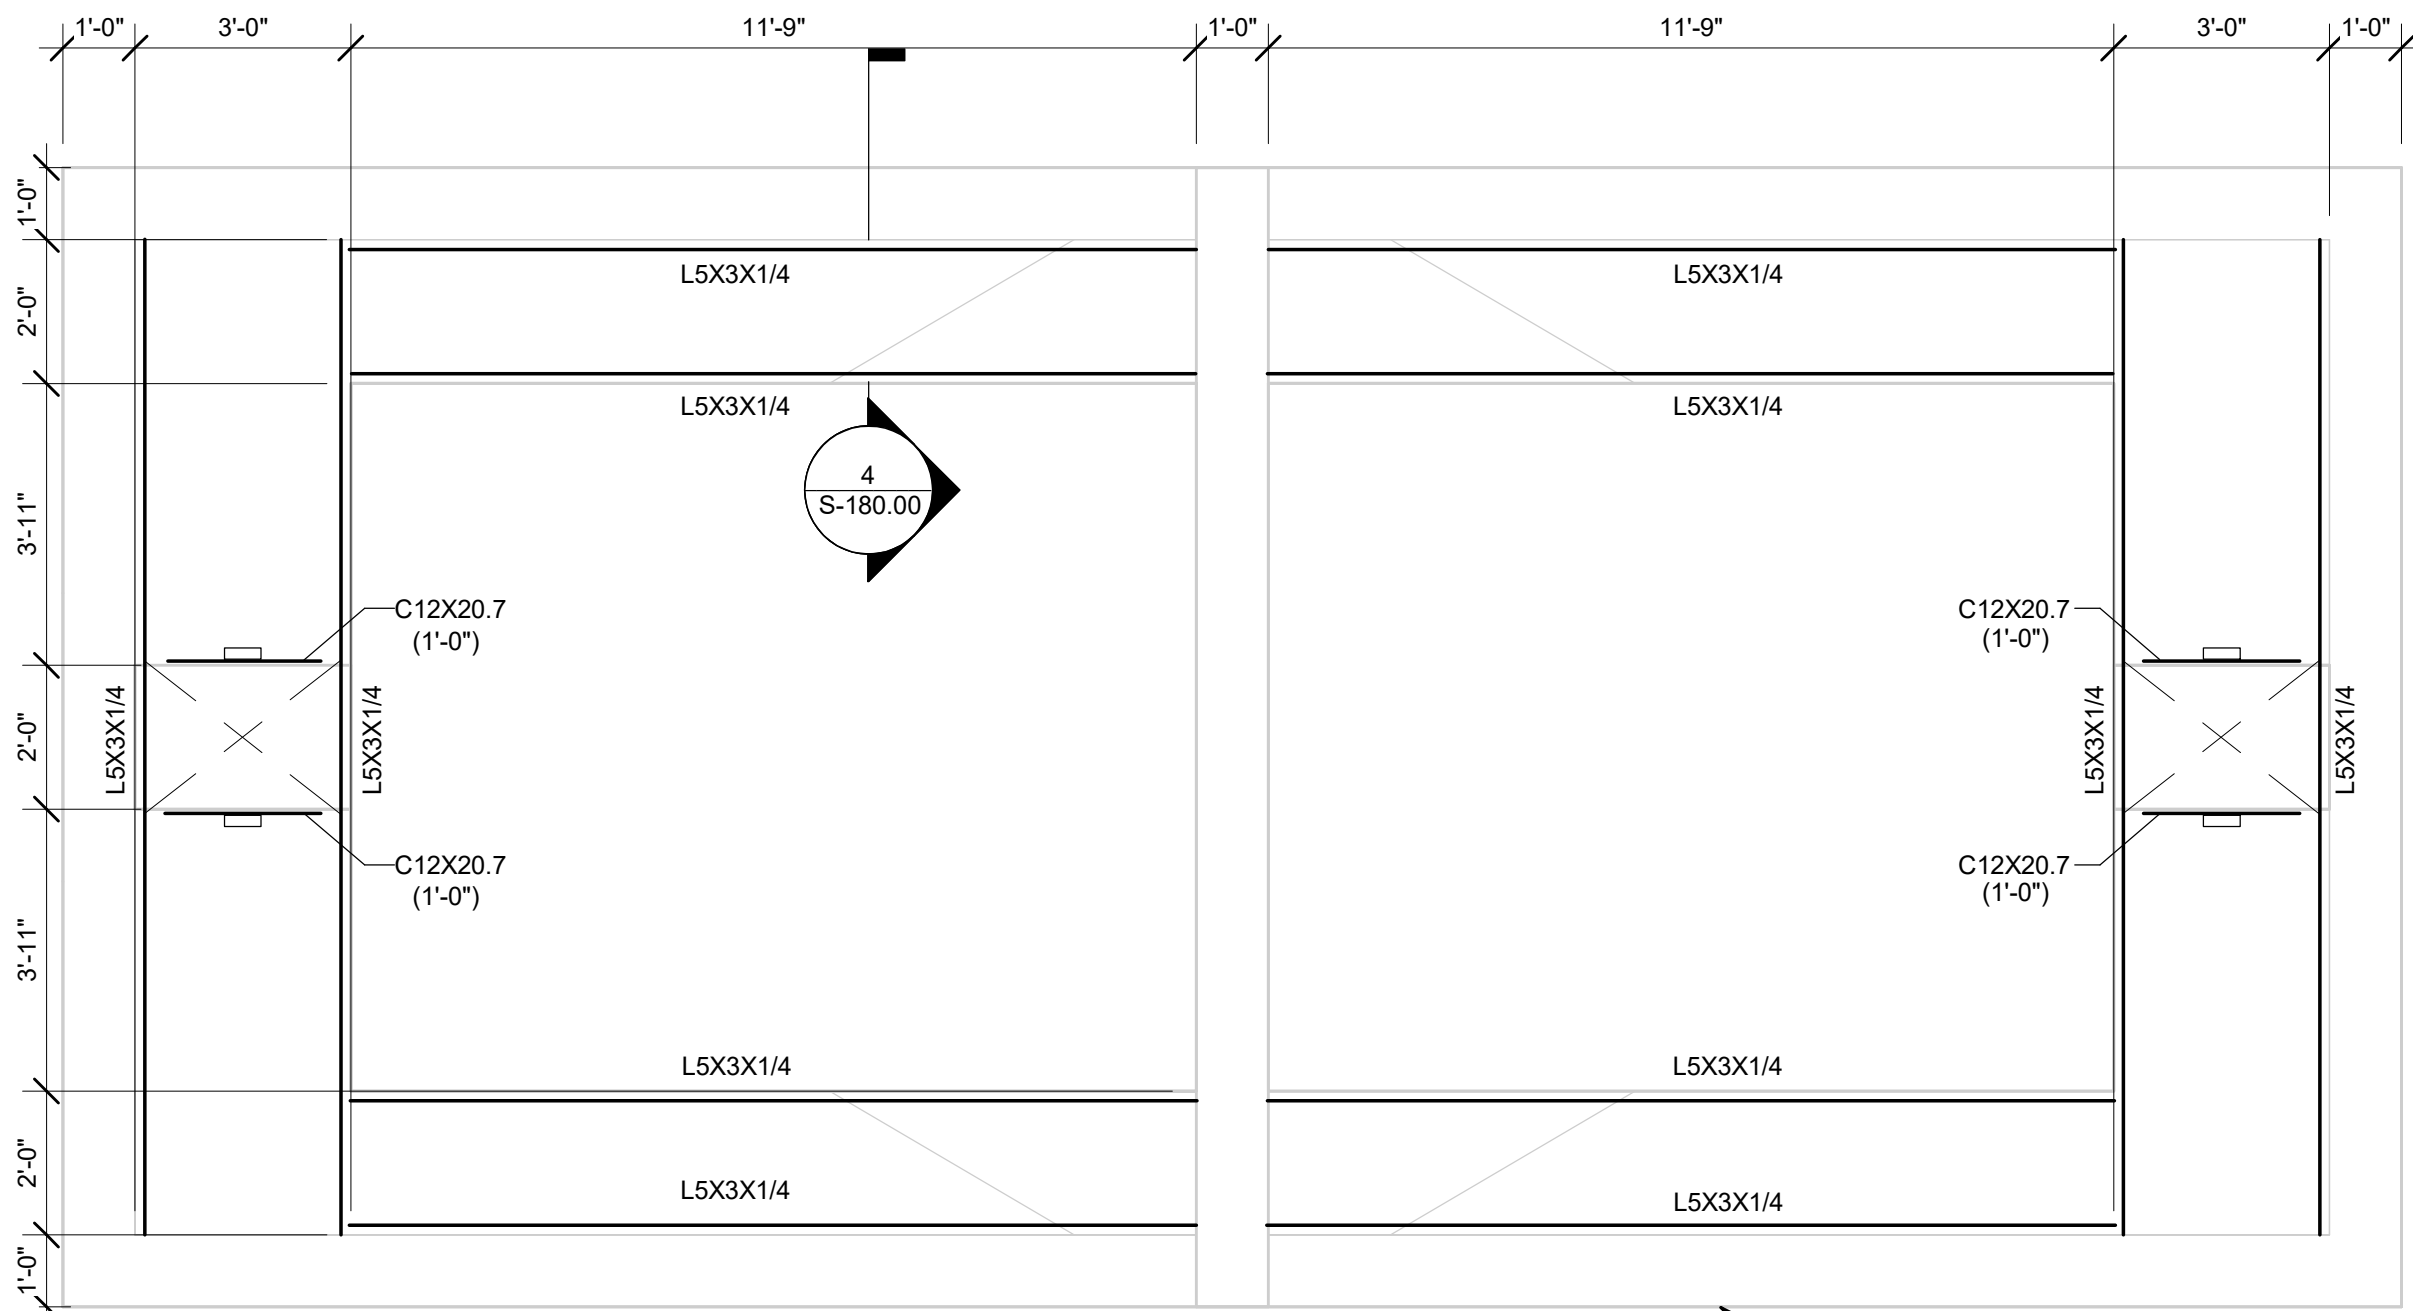 1'-0" 3'-0" 11'-9" 1'-0" 11'-9" 3'-0" 1'-0"
1'-0"
L5X3X1/4 L5X3X1/4
2'-0"
L5X3X1/4 L5X3X1/4
4
S-180.00
3'-11"
C12X20.7 C12X20.7
(1'-0") (1'-0")
L5X3X1/4 L5X3X1/4 L5X3X1/4 L5X3X1/4
2'-0"
C12X20.7 C12X20.7
(1'-0") (1'-0")
3'-11"
L5X3X1/4 L5X3X1/4
2'-0"
L5X3X1/4 L5X3X1/4
1'-0"